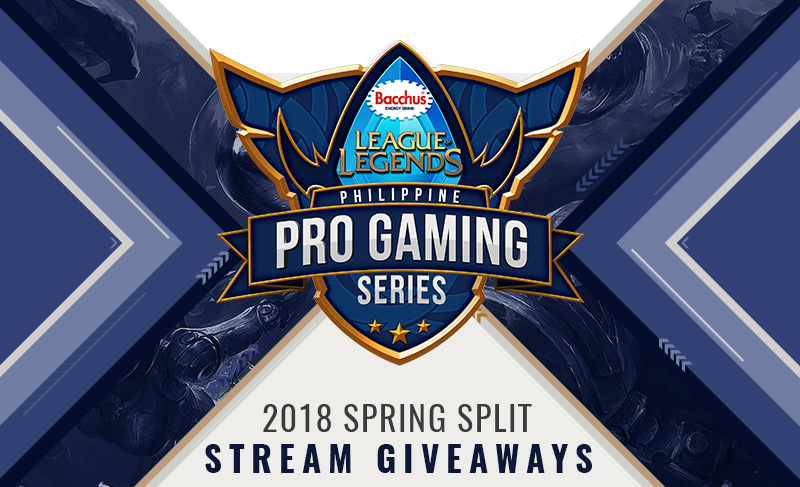 Bacchus®
ENERGY DRINK
LEAGUE OF
LEGENDS
PHILIPPINE
PRO GAMING
SERIES
2018 SPRING SPLIT
STREAM GIVEAWAYS